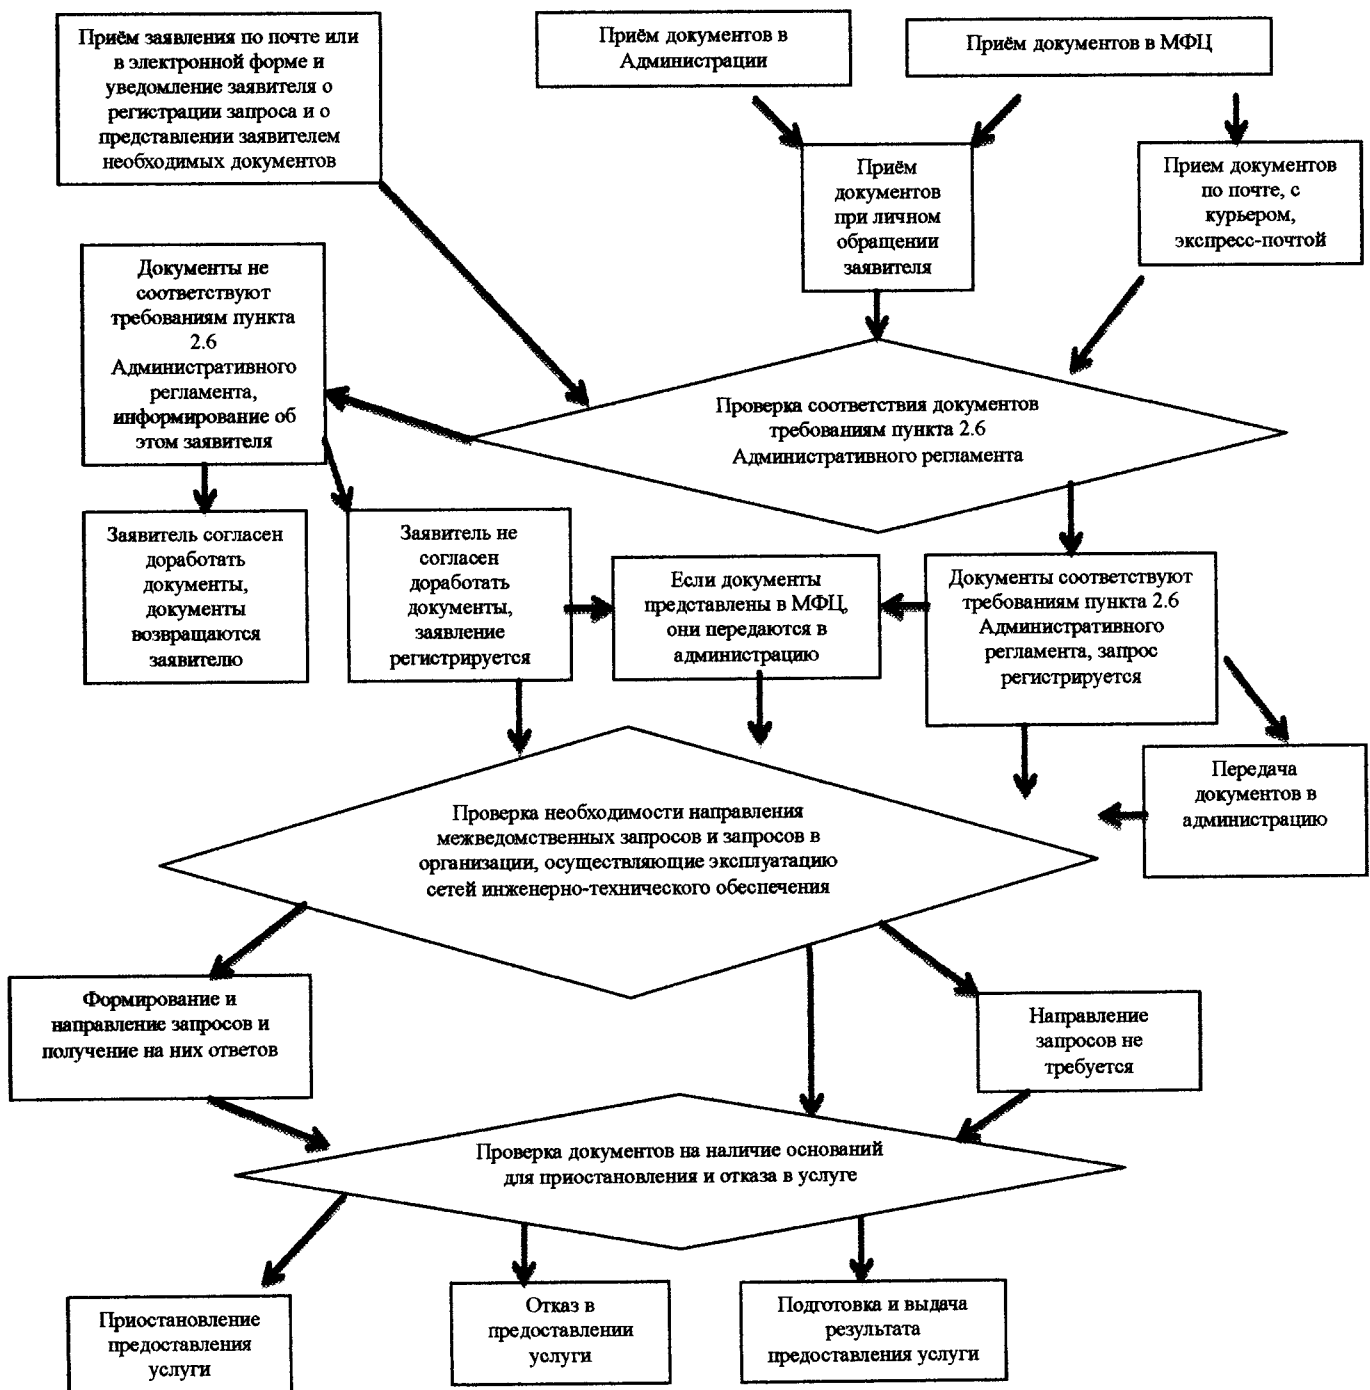 Приём заявления по почте или
в электронной форме и
уведомление заявителя о
регистрации запроса и о
представлении заявителем
необходимых документов
Приём документов в
Администрации
Приём документов в МФЦ
Приём
документов
при личном
обращении
заявителя
Прием документов
по почте, с
курьером,
экспресс-почтой
Документы не
соответствуют
требованиям пункта
2.6
Административного
регламента,
информирование об
этом заявителя
Проверка соответствия документов
требованиям пункта 2.6
Административного регламента
Заявитель согласен
доработать
документы,
документы
возвращаются
заявителю
Заявитель не
согласен
доработать
документы,
заявление
регистрируется
Если документы
представлены в МФЦ,
они передаются в
администрацию
Документы соответствуют
требованиям пункта 2.6
Административного
регламента, запрос
регистрируется
Передача
документов в
администрацию
Проверка необходимости направления
межведомственных запросов и запросов в
организации, осуществляющие эксплуатацию
сетей инженерно-технического обеспечения
Формирование и
направление запросов и
получение на них ответов
Направление
запросов не
требуется
Проверка документов на наличие оснований
для приостановления и отказа в услуге
Приостановление
предоставления
услуги
Отказ в
предоставлении
услуги
Подготовка и выдача
результата
предоставления услуги